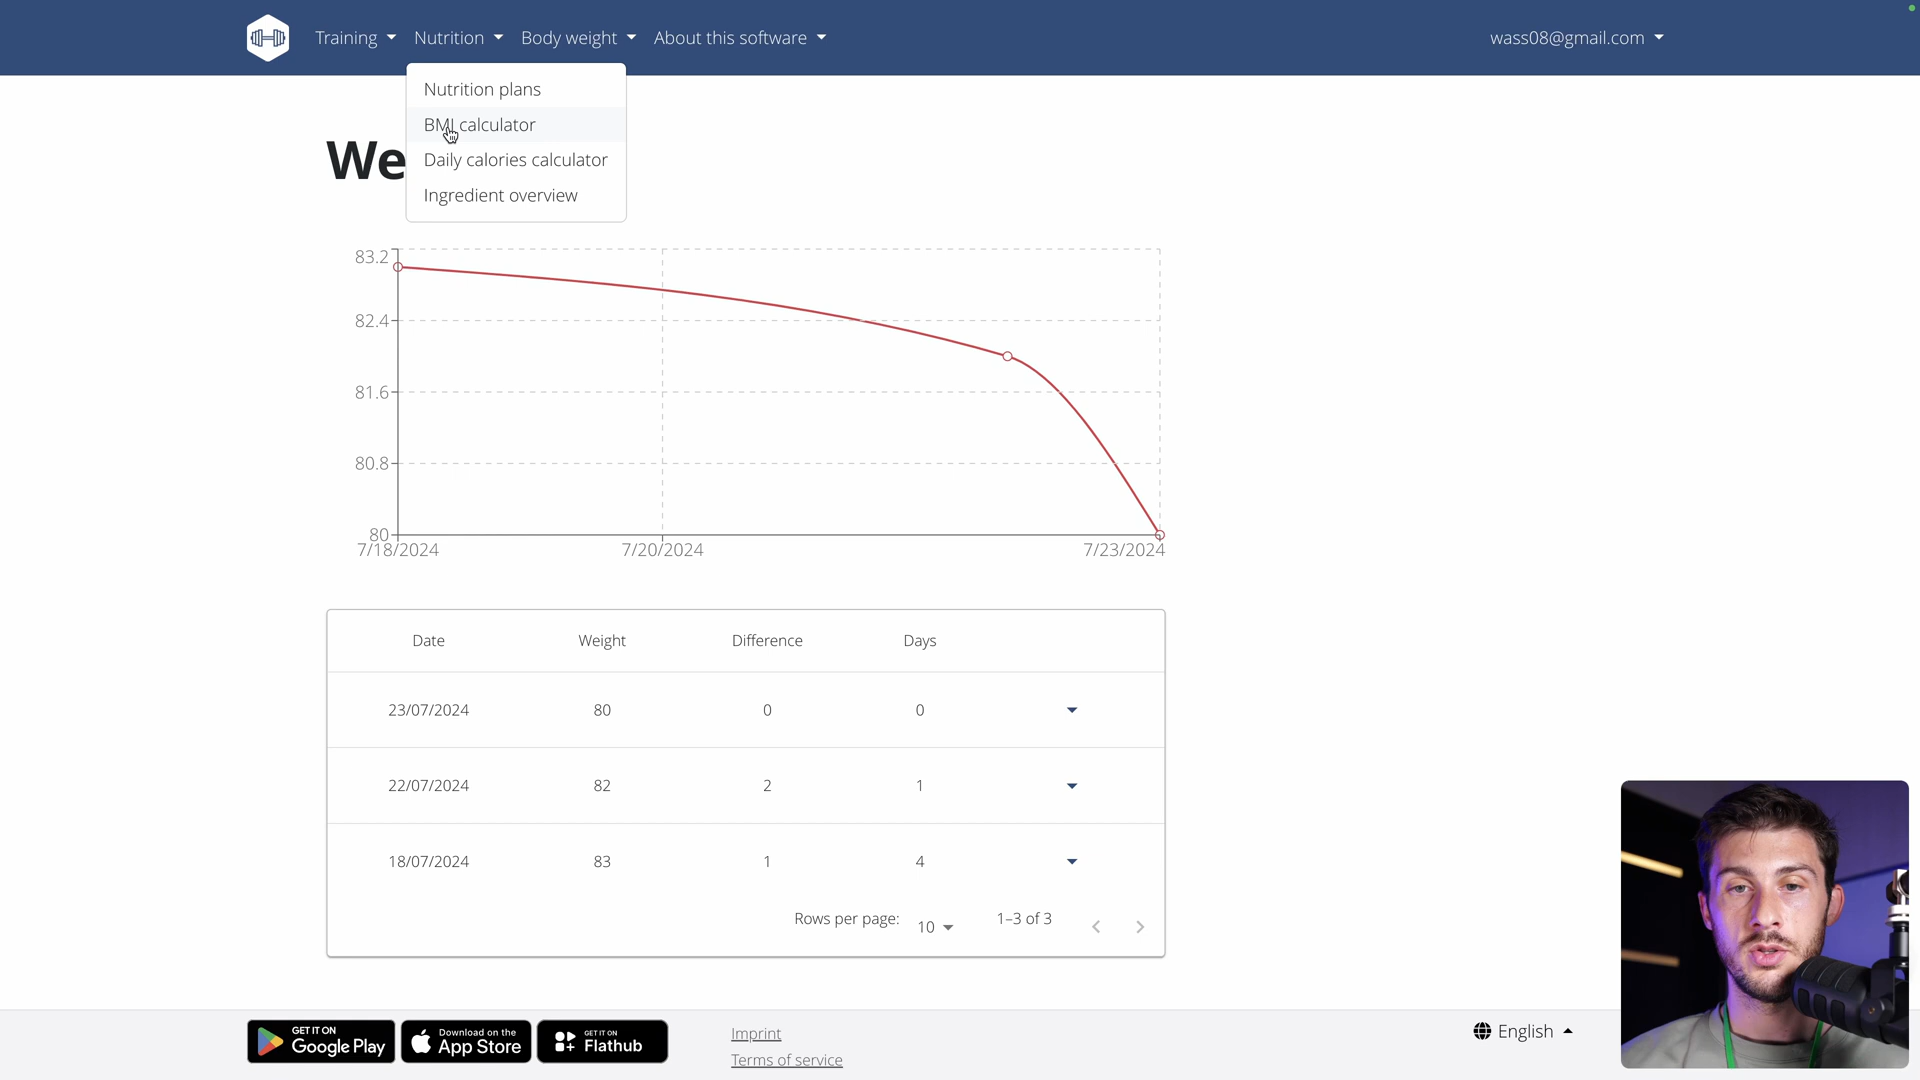 Training Nutrition Body weight About this software wass08@gmail.com
Nutrition plans
BMI calculator
Daily calories calculator
Ingredient overview
We
83.2
82.4
81.6
80.8
80
7/18/2024 7/20/2024 7/23/2024
Date Weight Difference Days
23/07/2024 80 0 0
22/07/2024 82 2 1
18/07/2024 83 1 4
Rows per page: 10 1–3 of 3
GET IT ON
Google Play
Download on the
App Store
GET IT ON
Flathub
Imprint
Terms of service
English